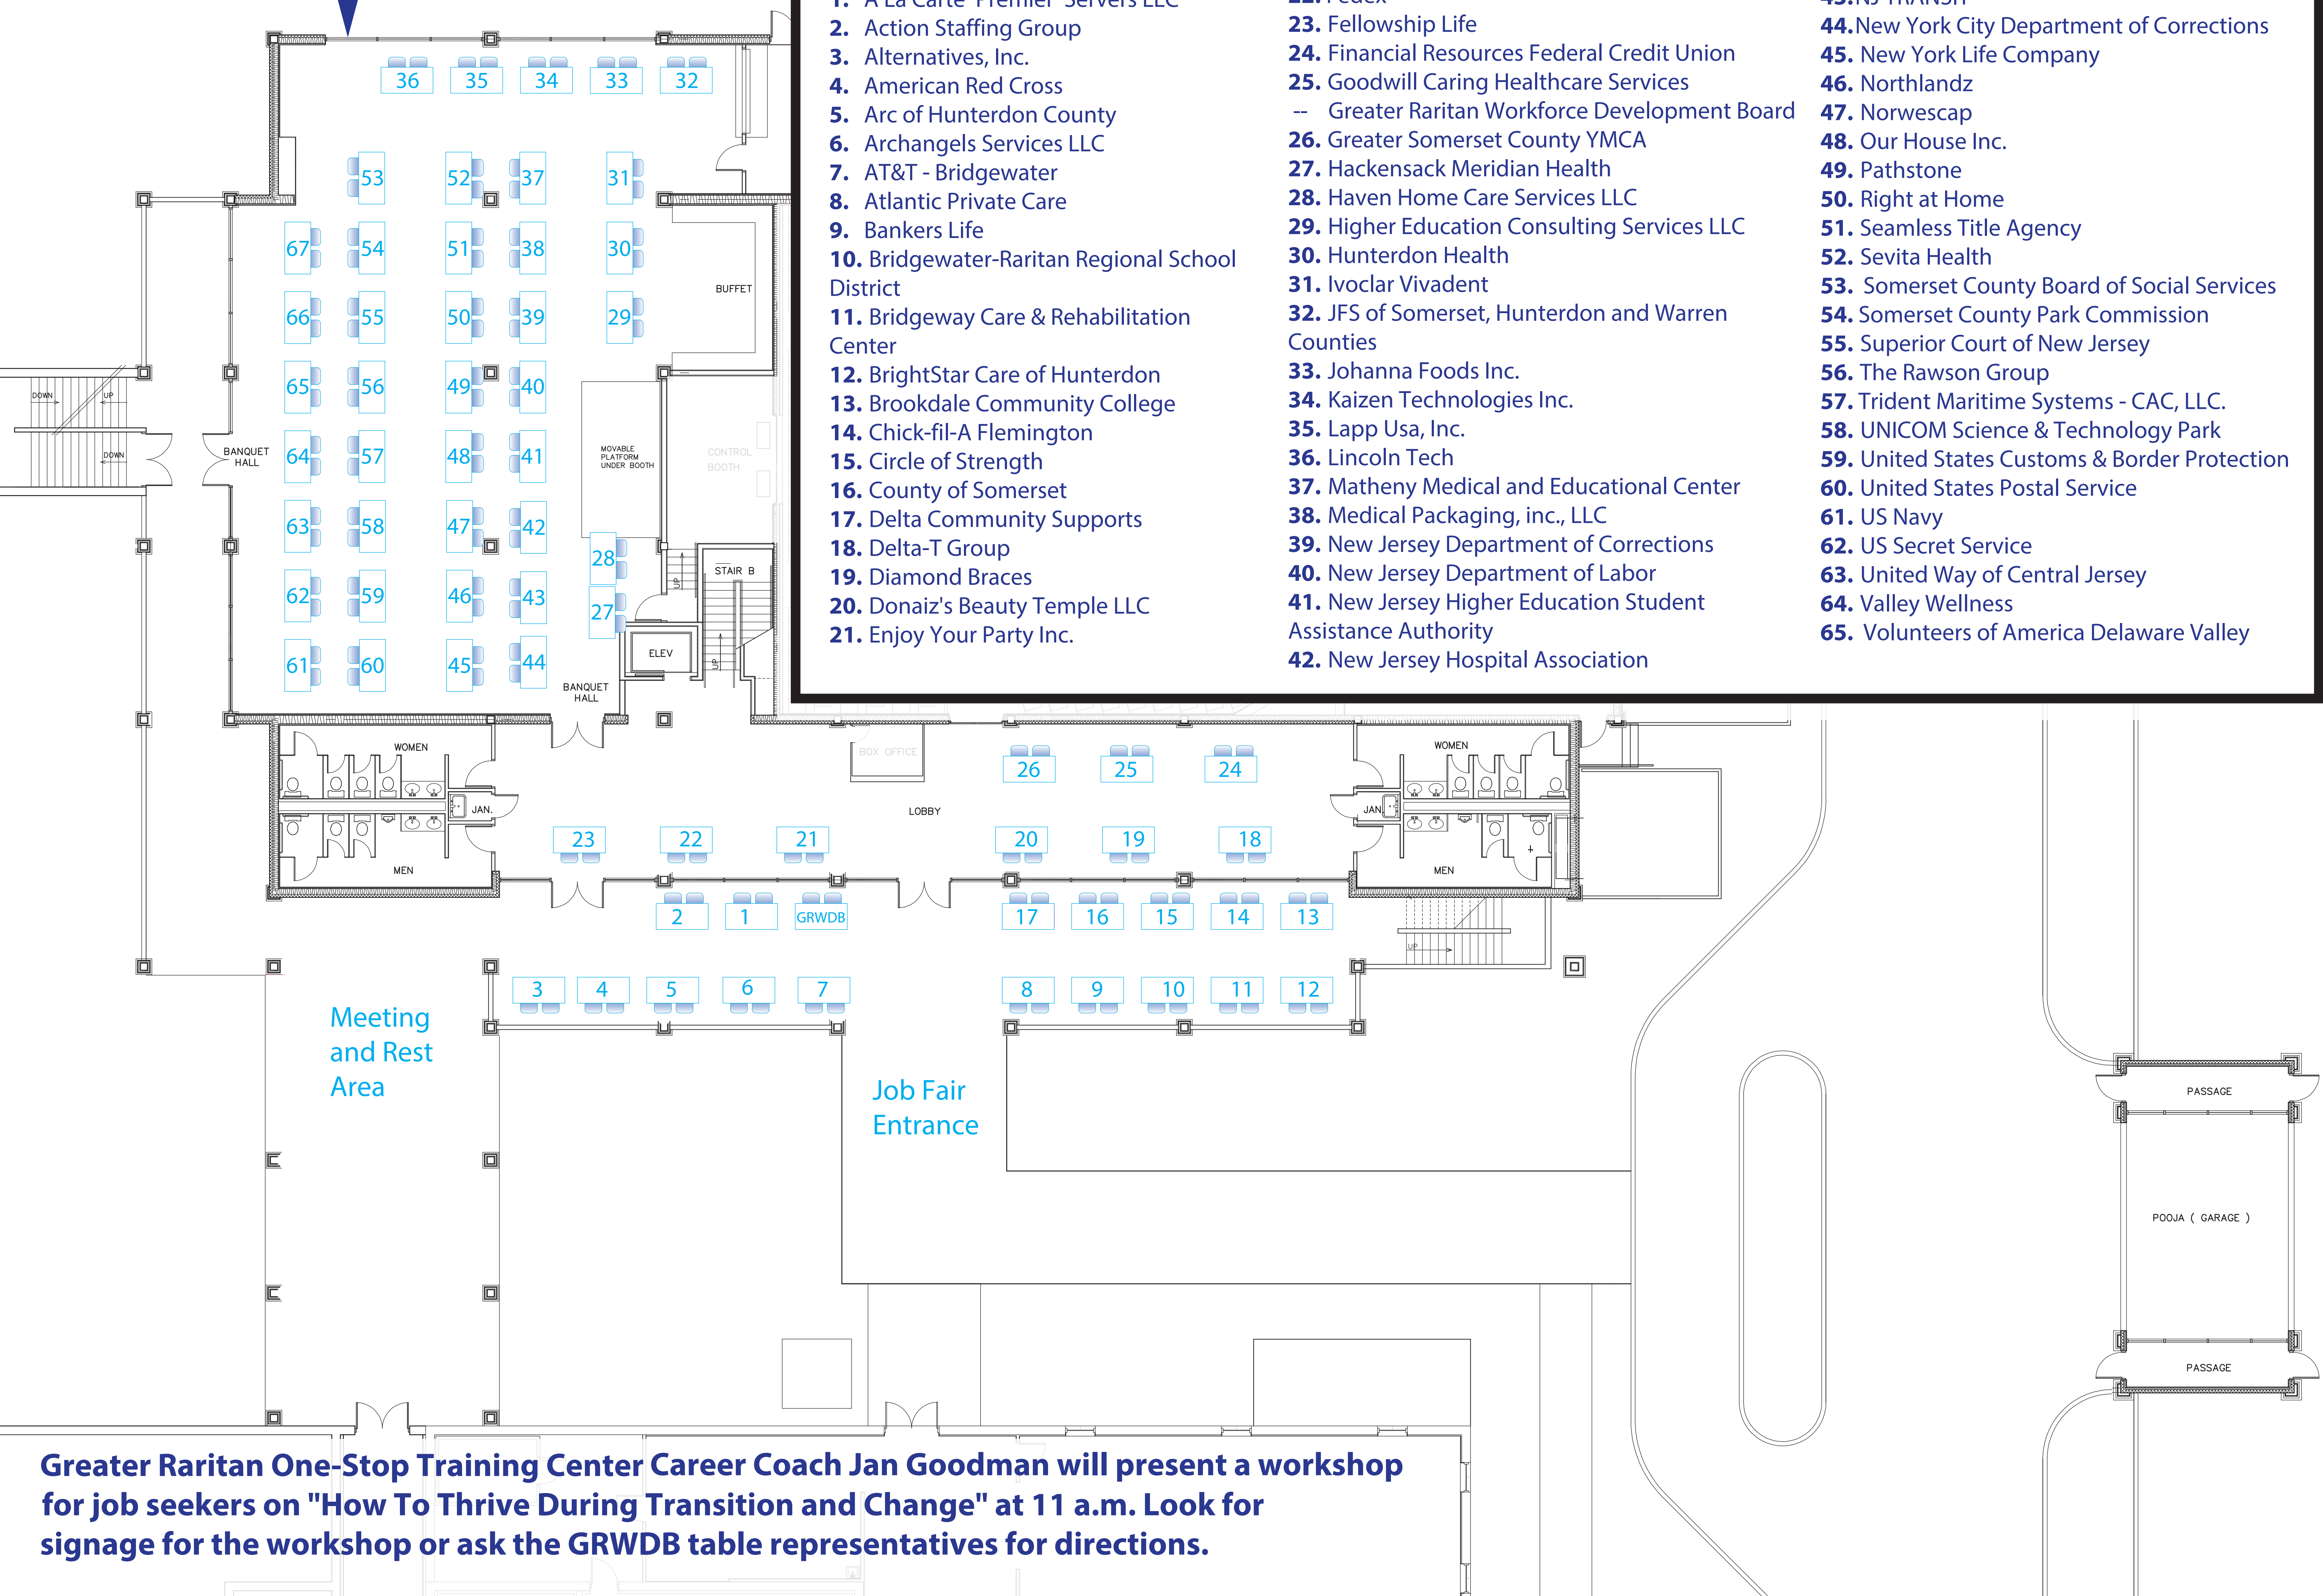 1. A La Carte "Premier" Servers LLC
2. Action Staffing Group
3. Alternatives, Inc.
4. American Red Cross
5. Arc of Hunterdon County
6. Archangels Services LLC
7. AT&T - Bridgewater
8. Atlantic Private Care
9. Bankers Life
10. Bridgewater-Raritan Regional School
District
11. Bridgeway Care & Rehabilitation
Center
12. BrightStar Care of Hunterdon
13. Brookdale Community College
14. Chick-fil-A Flemington
15. Circle of Strength
16. County of Somerset
17. Delta Community Supports
18. Delta-T Group
19. Diamond Braces
20. Donaiz's Beauty Temple LLC
21. Enjoy Your Party Inc.
22. Fedex
23. Fellowship Life
24. Financial Resources Federal Credit Union
25. Goodwill Caring Healthcare Services
-- Greater Raritan Workforce Development Board
26. Greater Somerset County YMCA
27. Hackensack Meridian Health
28. Haven Home Care Services LLC
29. Higher Education Consulting Services LLC
30. Hunterdon Health
31. Ivoclar Vivadent
32. JFS of Somerset, Hunterdon and Warren
Counties
33. Johanna Foods Inc.
34. Kaizen Technologies Inc.
35. Lapp Usa, Inc.
36. Lincoln Tech
37. Matheny Medical and Educational Center
38. Medical Packaging, inc., LLC
39. New Jersey Department of Corrections
40. New Jersey Department of Labor
41. New Jersey Higher Education Student
Assistance Authority
42. New Jersey Hospital Association
43. NJ TRANSIT
44. New York City Department of Corrections
45. New York Life Company
46. Northlandz
47. Norwescap
48. Our House Inc.
49. Pathstone
50. Right at Home
51. Seamless Title Agency
52. Sevita Health
53. Somerset County Board of Social Services
54. Somerset County Park Commission
55. Superior Court of New Jersey
56. The Rawson Group
57. Trident Maritime Systems - CAC, LLC.
58. UNICOM Science & Technology Park
59. United States Customs & Border Protection
60. United States Postal Service
61. US Navy
62. US Secret Service
63. United Way of Central Jersey
64. Valley Wellness
65. Volunteers of America Delaware Valley
36 35 34 33 32
53 52 37 31
67 54 51 38 30
BUFFET
66 55 50 39 29
65 56 49 40
DOWN UP
DOWN
BANQUET
HALL
64 57 48 41
MOVABLE
PLATFORM
UNDER BOOTH
CONTROL
BOOTH
63 58 47 42
28
STAIR B
UP
62 59 46 43
27
ELEV
UP
61 60 45 44
BANQUET
HALL
WOMEN
BOX OFFICE
26 25 24
WOMEN
JAN.
LOBBY
JAN.
23 22 21 20 19 18
MEN
MEN
2 1 GRWDB 17 16 15 14 13
UP
3 4 5 6 7 8 9 10 11 12
Meeting
and Rest
Area
Job Fair
Entrance
PASSAGE
POOJA ( GARAGE )
PASSAGE
Greater Raritan One-Stop Training Center Career Coach Jan Goodman will present a workshop
for job seekers on "How To Thrive During Transition and Change" at 11 a.m. Look for
signage for the workshop or ask the GRWDB table representatives for directions.